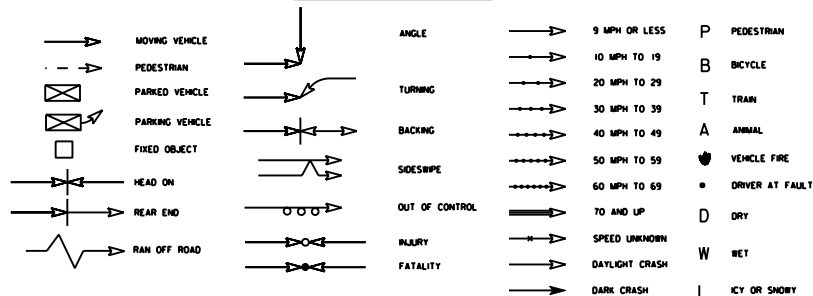 MOVING VEHICLE
PEDESTRIAN
PARKED VEHICLE
PARKING VEHICLE
FIXED OBJECT
HEAD ON
REAR END
RAN OFF ROAD
ANGLE
TURNING
BACKING
SIDESWIPE
OUT OF CONTROL
INJURY
FATALITY
9 MPH OR LESS
10 MPH TO 19
20 MPH TO 29
30 MPH TO 39
40 MPH TO 49
50 MPH TO 59
60 MPH TO 69
70 AND UP
SPEED UNKNOWN
DAYLIGHT CRASH
DARK CRASH
P PEDESTRIAN
B BICYCLE
T TRAIN
A ANIMAL
VEHICLE FIRE
DRIVER AT FAULT
D DRY
W WET
I ICY OR SNOWY